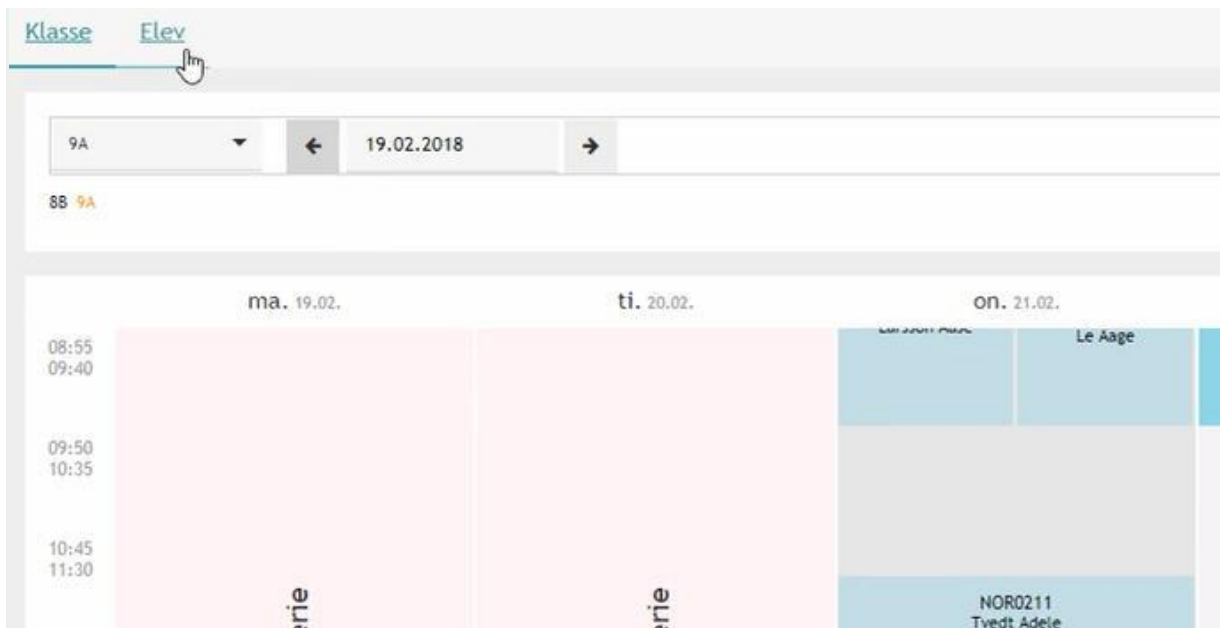 Klasse Elev
9A 19.02.2018
8B 9A
ma. 19.02. ti. 20.02. on. 21.02.
08:55 Le Aage
09:40
09:50
10:35
10:45
11:30
NOR0211
Tvedt Adele